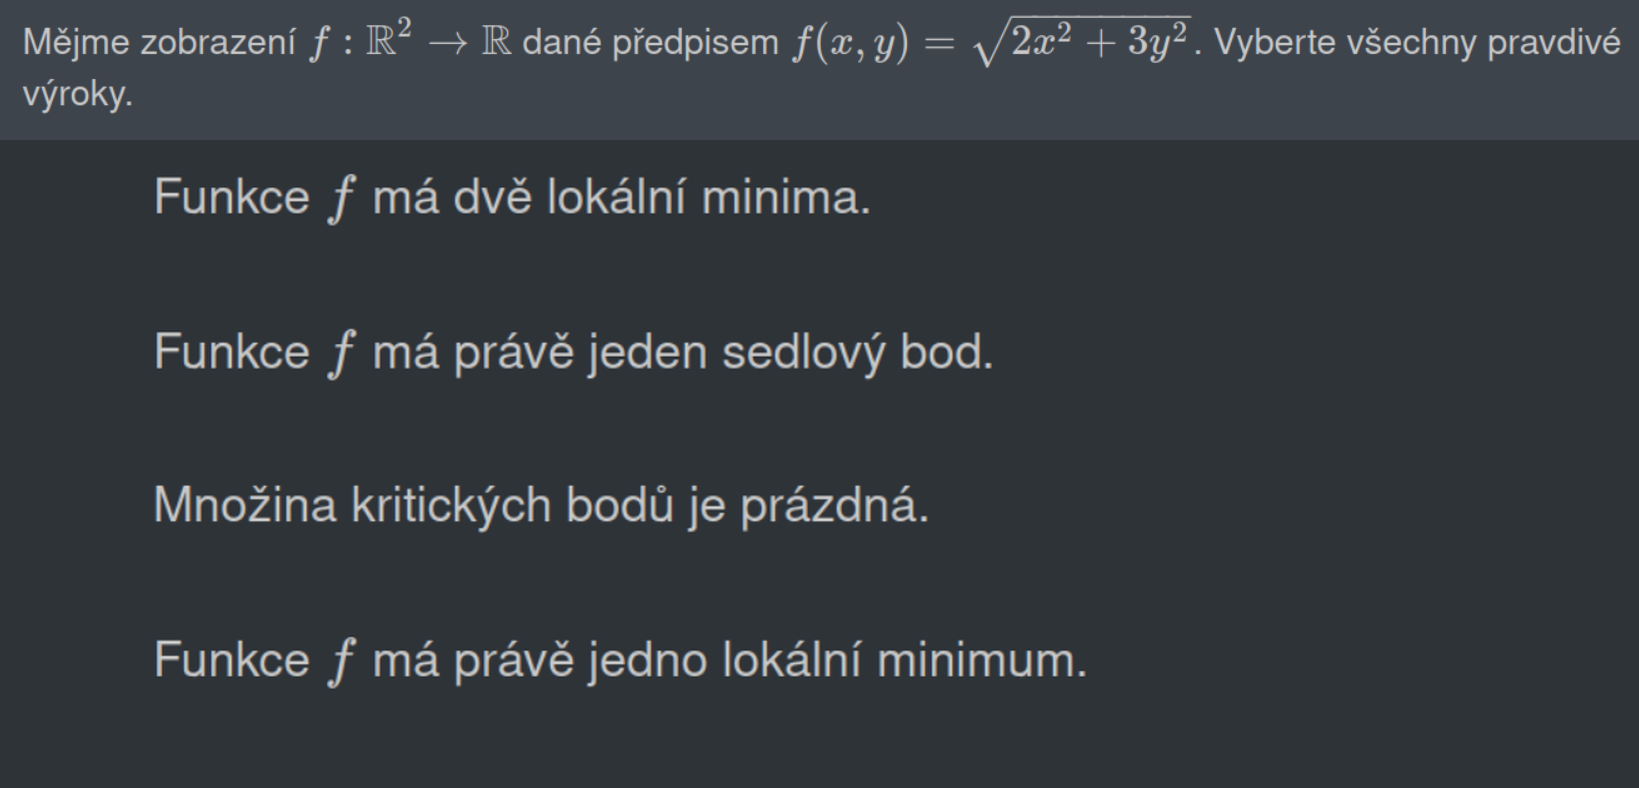 Mějme zobrazení $f : \mathbb{R}^2 \to \mathbb{R}$ dané předpisem $f(x, y) = \sqrt{2x^2 + 3y^2}$. Vyberte všechny pravdivé
výroky.
Funkce $f$ má dvě lokální minima.
Funkce $f$ má právě jeden sedlový bod.
Množina kritických bodů je prázdná.
Funkce $f$ má právě jedno lokální minimum.